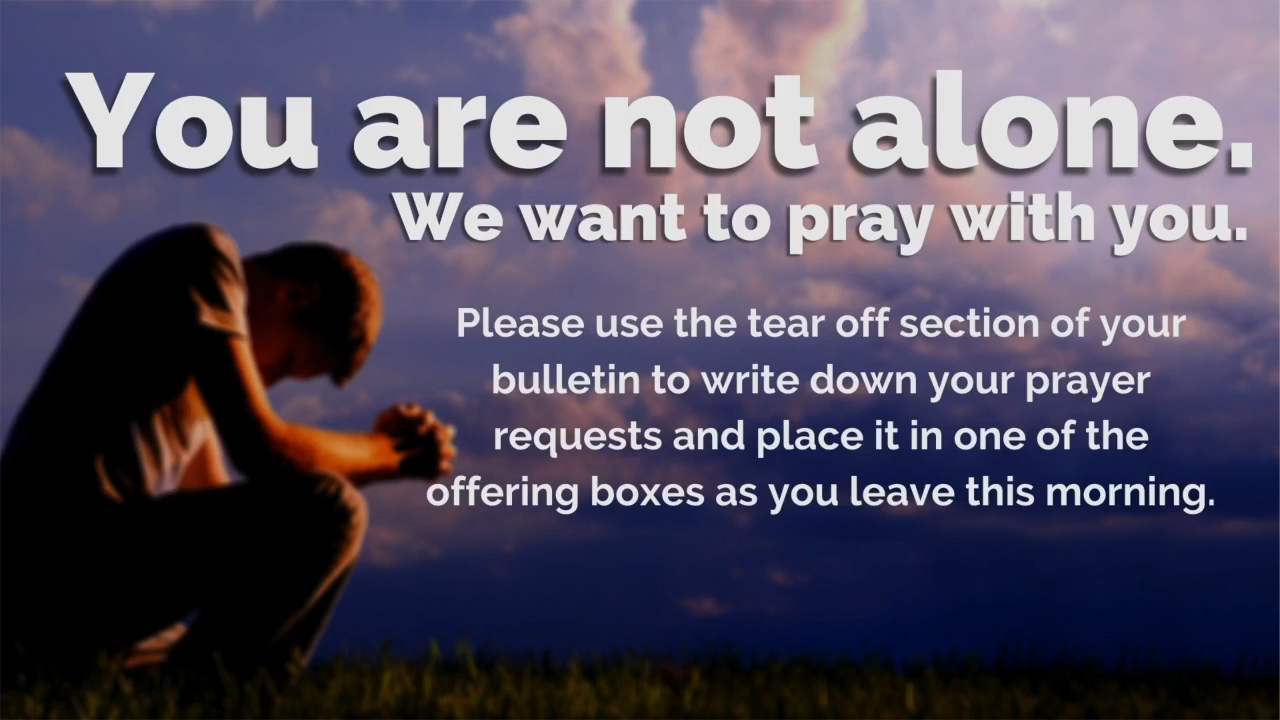 You are not alone.
We want to pray with you.
Please use the tear off section of your
bulletin to write down your prayer
requests and place it in one of the
offering boxes as you leave this morning.